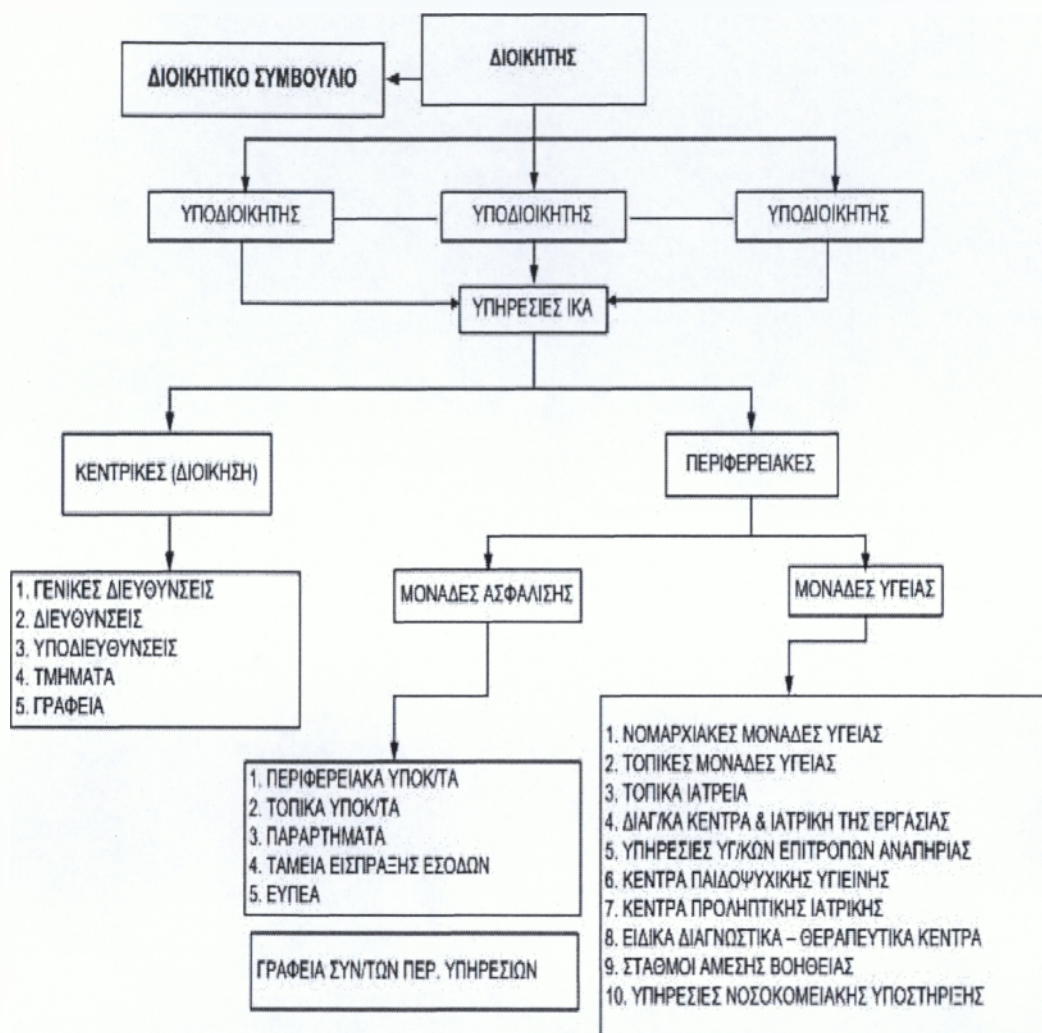 ΔΙΟΙΚΗΤΗΣ
ΔΙΟΙΚΗΤΙΚΟ ΣΥΜΒΟΥΛΙΟ
ΥΠΟΔΙΟΙΚΗΤΗΣ
ΥΠΟΔΙΟΙΚΗΤΗΣ
ΥΠΟΔΙΟΙΚΗΤΗΣ
ΥΠΗΡΕΣΙΕΣ ΙΚΑ
ΚΕΝΤΡΙΚΕΣ (ΔΙΟΙΚΗΣΗ)
ΠΕΡΙΦΕΡΕΙΑΚΕΣ
1. ΓΕΝΙΚΕΣ ΔΙΕΥΘΥΝΣΕΙΣ
2. ΔΙΕΥΘΥΝΣΕΙΣ
3. ΥΠΟΔΙΕΥΘΥΝΣΕΙΣ
4. ΤΜΗΜΑΤΑ
5. ΓΡΑΦΕΙΑ
ΜΟΝΑΔΕΣ ΑΣΦΑΛΙΣΗΣ
ΜΟΝΑΔΕΣ ΥΓΕΙΑΣ
1. ΠΕΡΙΦΕΡΕΙΑΚΑ ΥΠΟΚ/ΤΑ
2. ΤΟΠΙΚΑ ΥΠΟΚ/ΤΑ
3. ΠΑΡΑΡΤΗΜΑΤΑ
4. ΤΑΜΕΙΑ ΕΙΣΠΡΑΞΗΣ ΕΣΟΔΩΝ
5. ΕΥΠΕΑ
ΓΡΑΦΕΙΑ ΣΥΝ/ΤΩΝ ΠΕΡ. ΥΠΗΡΕΣΙΩΝ
1. ΝΟΜΑΡΧΙΑΚΕΣ ΜΟΝΑΔΕΣ ΥΓΕΙΑΣ
2. ΤΟΠΙΚΕΣ ΜΟΝΑΔΕΣ ΥΓΕΙΑΣ
3. ΤΟΠΙΚΑ ΙΑΤΡΕΙΑ
4. ΔΙΑΓ/ΚΑ ΚΕΝΤΡΑ & ΙΑΤΡΙΚΗ ΤΗΣ ΕΡΓΑΣΙΑΣ
5. ΥΠΗΡΕΣΙΕΣ ΥΓ/ΚΩΝ ΕΠΙΤΡΟΠΩΝ ΑΝΑΠΗΡΙΑΣ
6. ΚΕΝΤΡΑ ΠΑΙΔΟΨΥΧΙΚΗΣ ΥΓΙΕΙΝΗΣ
7. ΚΕΝΤΡΑ ΠΡΟΛΗΠΤΙΚΗΣ ΙΑΤΡΙΚΗΣ
8. ΕΙΔΙΚΑ ΔΙΑΓΝΩΣΤΙΚΑ – ΘΕΡΑΠΕΥΤΙΚΑ ΚΕΝΤΡΑ
9. ΣΤΑΘΜΟΙ ΑΜΕΣΗΣ ΒΟΗΘΕΙΑΣ
10. ΥΠΗΡΕΣΙΕΣ ΝΟΣΟΚΟΜΕΙΑΚΗΣ ΥΠΟΣΤΗΡΙΞΗΣ